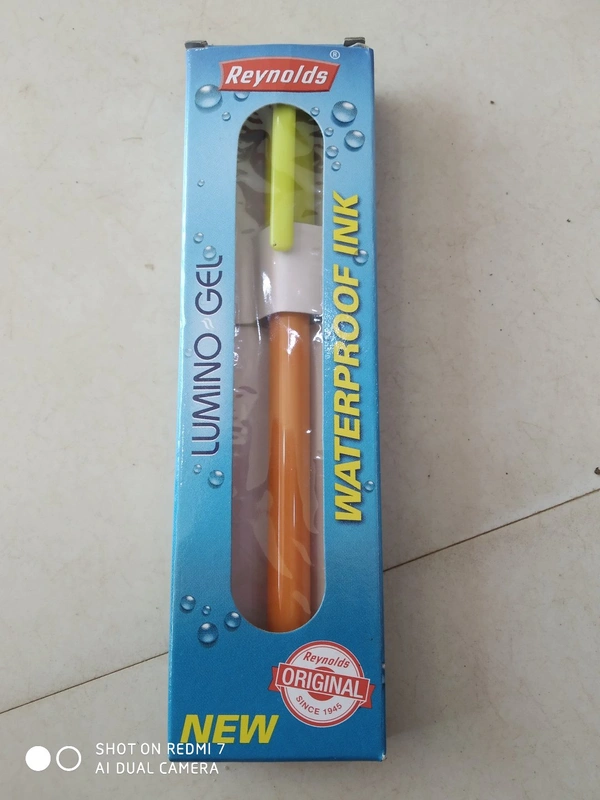 Reynolds®
LUMINO GEL
WATERPROOF INK
Reynolds
ORIGINAL
SINCE 1945
NEW
SHOT ON REDMI 7
AI DUAL CAMERA